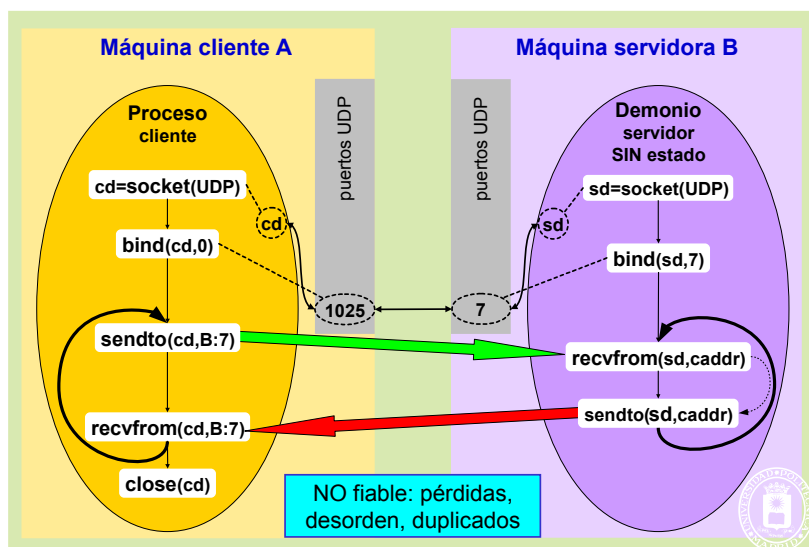 Máquina cliente A
Máquina servidora B
Proceso
cliente
cd=socket(UDP)
bind(cd,0)
sendto(cd,B:7)
recvfrom(cd,B:7)
close(cd)
cd
puertos UDP
1025
puertos UDP
7
sd
Demonio
servidor
SIN estado
sd=socket(UDP)
bind(sd,7)
recvfrom(sd,caddr)
sendto(sd,caddr)
NO fiable: pérdidas,
desorden, duplicados